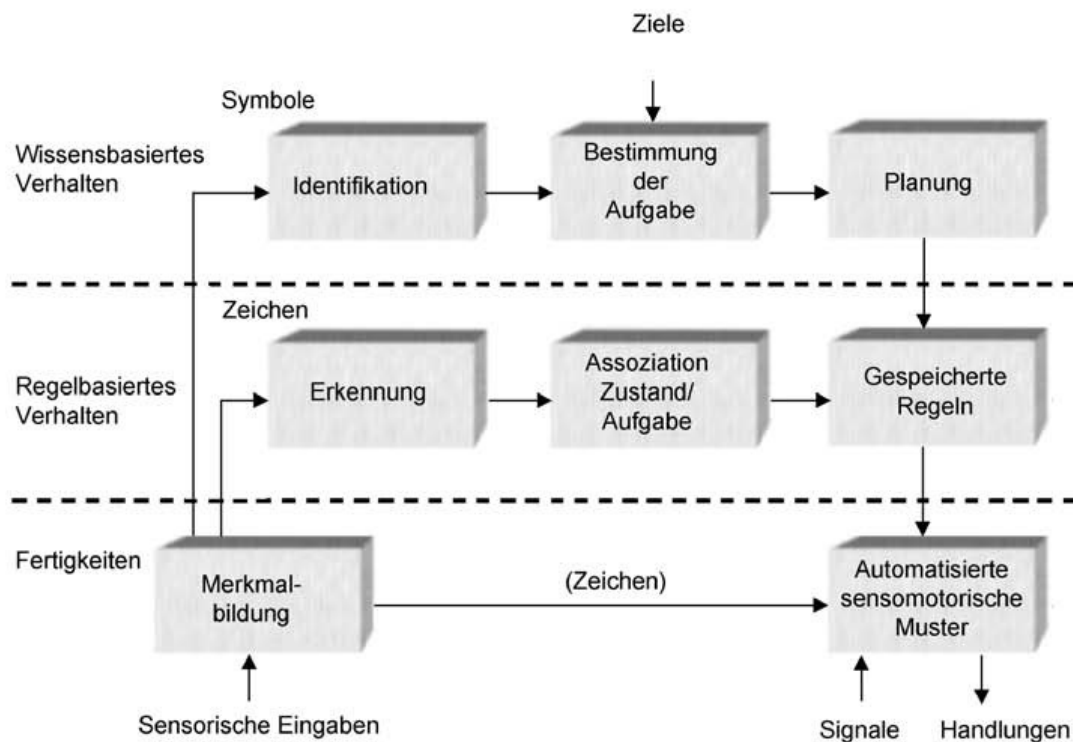 Ziele
Symbole
Wissensbasiertes
Verhalten
Identifikation
Bestimmung
der
Aufgabe
Planung
Zeichen
Regelbasiertes
Verhalten
Erkennung
Assoziation
Zustand/
Aufgabe
Gespeicherte
Regeln
Fertigkeiten
Merkmal-
bildung
(Zeichen)
Automatisierte
sensomotorische
Muster
Sensorische Eingaben
Signale
Handlungen